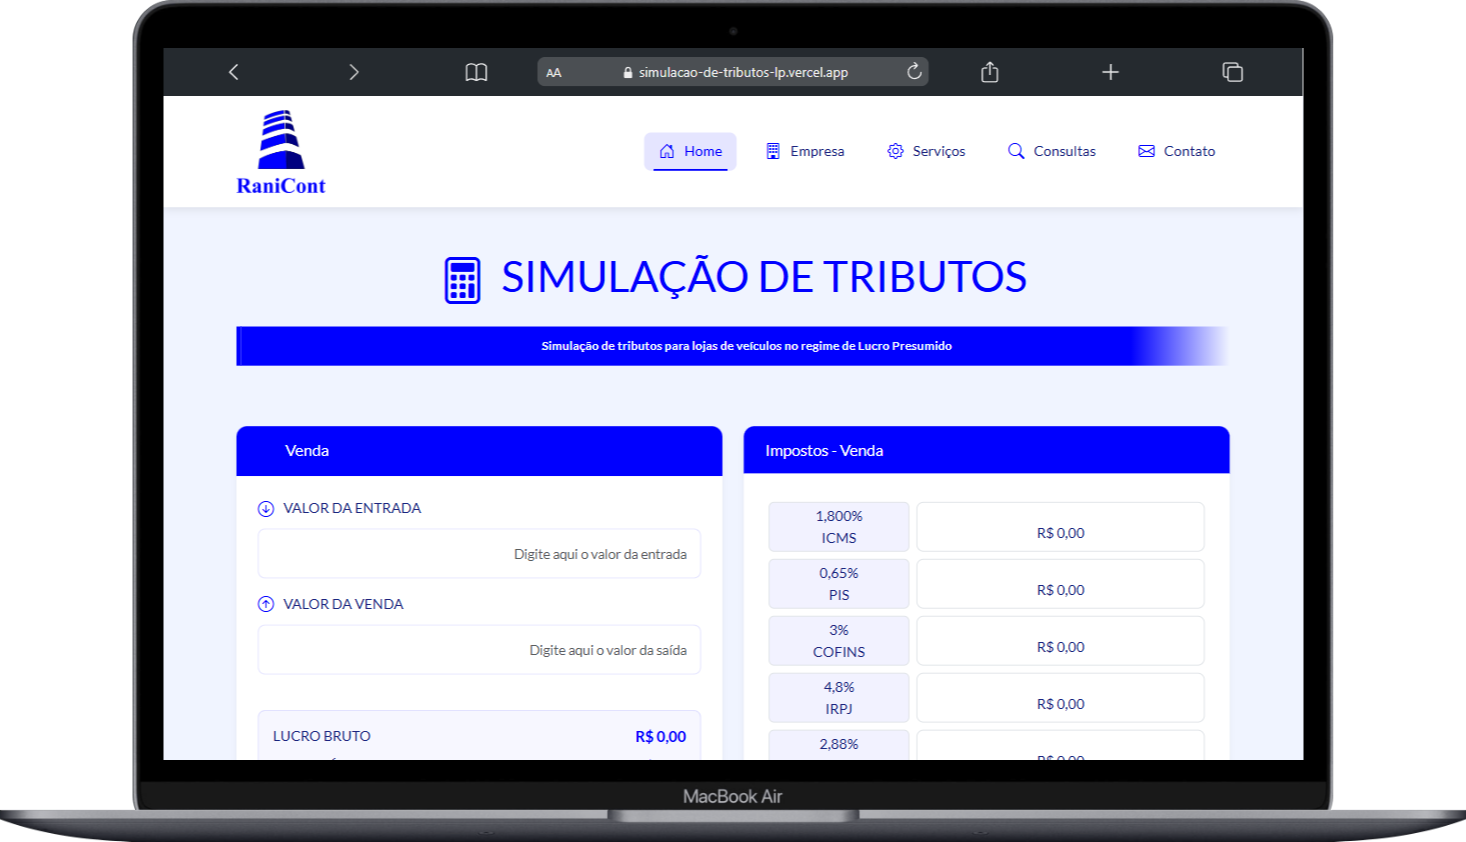 AA simulacao-de-tributos-lp.vercel.app
RaniCont
Home Empresa Serviços Consultas Contato
SIMULAÇÃO DE TRIBUTOS
Simulação de tributos para lojas de veículos no regime de Lucro Presumido
Venda
VALOR DA ENTRADA
Digite aqui o valor da entrada
VALOR DA VENDA
Digite aqui o valor da saída
LUCRO BRUTO R$ 0,00
Impostos - Venda
1,800%
ICMS
R$ 0,00
0,65%
PIS
R$ 0,00
3%
COFINS
R$ 0,00
4,8%
IRPJ
R$ 0,00
2,88%
R$ 0,00
MacBook Air